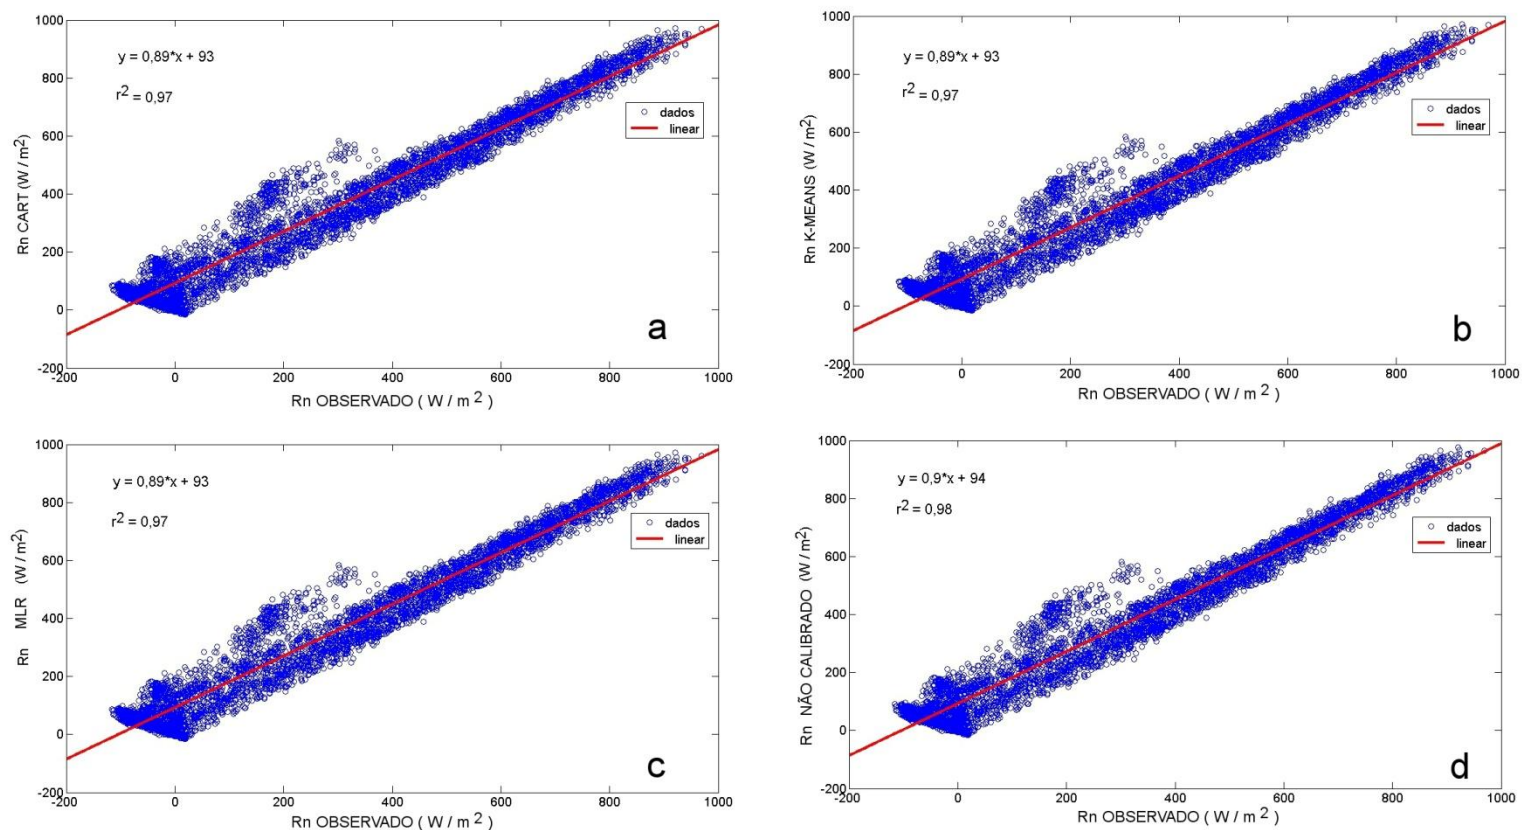 1000
800
600
400
200
0
-200
-200 0 200 400 600 800 1000
Rn CART (W / m2)
Rn OBSERVADO ( W / m 2 )
y = 0,89*x + 93
r2 = 0,97
dados
linear
a
1000
800
600
400
200
0
-200
-200 0 200 400 600 800 1000
Rn K-MEANS (W / m2)
Rn OBSERVADO ( W / m 2 )
y = 0,89*x + 93
r2 = 0,97
dados
linear
b
1000
800
600
400
200
0
-200
-200 0 200 400 600 800 1000
Rn MLR (W / m2)
Rn OBSERVADO ( W / m 2 )
y = 0,89*x + 93
r2 = 0,97
dados
linear
c
1000
800
600
400
200
0
-200
-200 0 200 400 600 800 1000
Rn NÃO CALIBRADO (W / m2)
Rn OBSERVADO ( W / m 2 )
y = 0,9*x + 94
r2 = 0,98
dados
linear
d